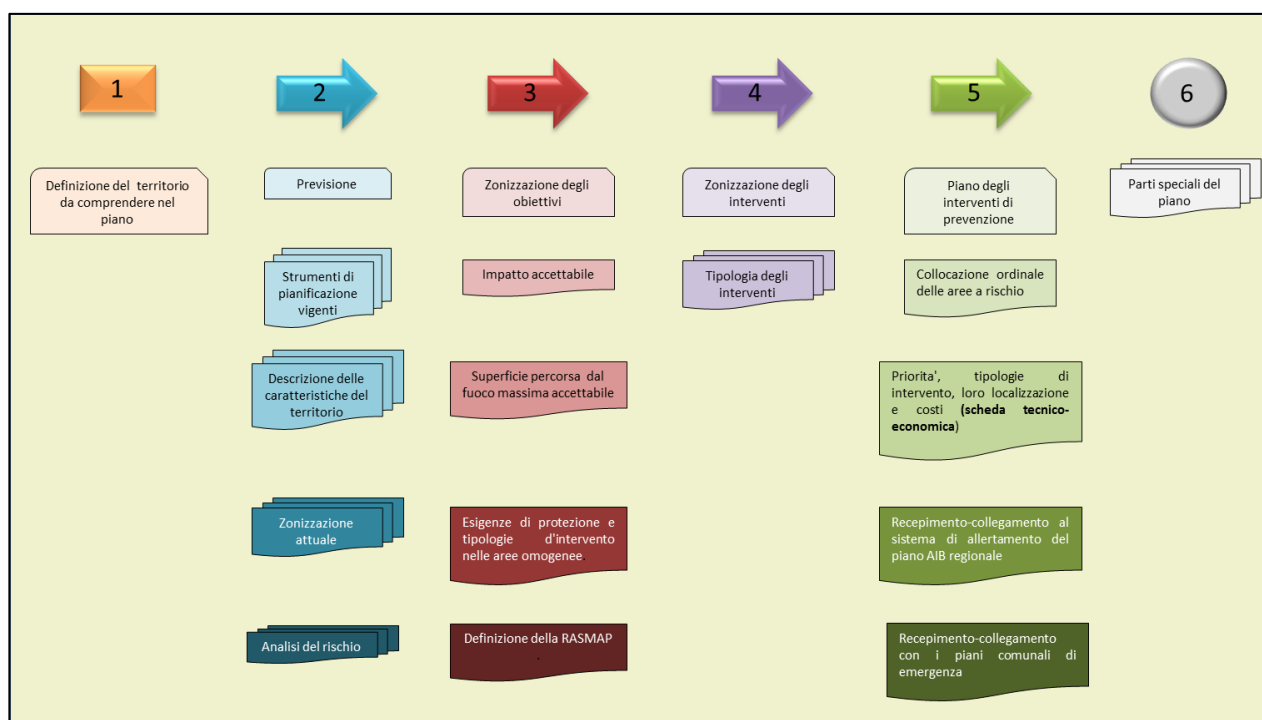 1
2
3
4
5
6
Definizione del territorio
da comprendere nel
piano
Previsione
Strumenti di
pianificazione
vigenti
Descrizione delle
caratteristiche del
territorio
Zonizzazione
attuale
Analisi del rischio
Zonizzazione degli
obiettivi
Impatto accettabile
Superficie percorsa dal
fuoco massima accettabile
Esigenze di protezione e
tipologie d'intervento
nelle aree omogenee.
Definizione della RASMAP
.
Zonizzazione degli
interventi
Tipologia degli
interventi
Piano degli
interventi di
prevenzione
Collocazione ordinale
delle aree a rischio
Priorita', tipologie di
intervento, loro localizzazione
e costi (scheda tecnico-
economica)
Recepimento-collegamento al
sistema di allertamento del
piano AIB regionale
Recepimento-collegamento
con i piani comunali di
emergenza
Parti speciali del
piano